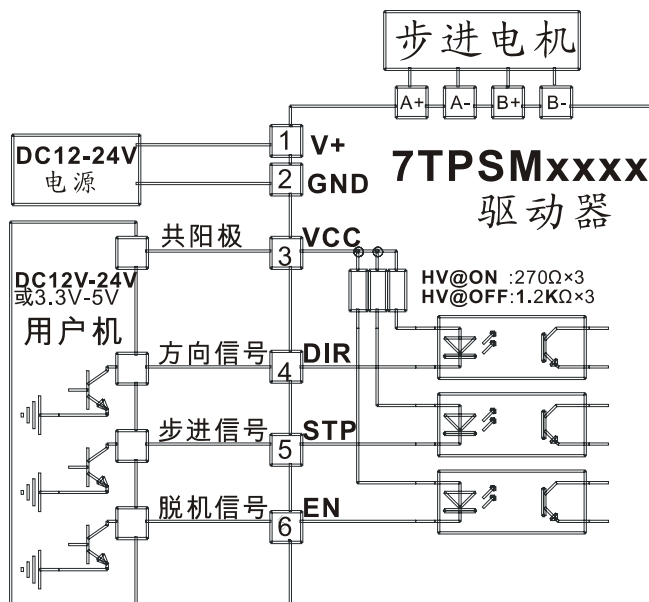 步进电机
A+ A- B+ B-
1 V+
DC12-24V
电源
2 GND
7TPSMxxxx
驱动器
共阳极 3 VCC
DC12V-24V
或3.3V-5V
用户机
HV@ON :270Ω×3
HV@OFF:1.2KΩ×3
方向信号 4 DIR
步进信号 5 STP
脱机信号 6 EN